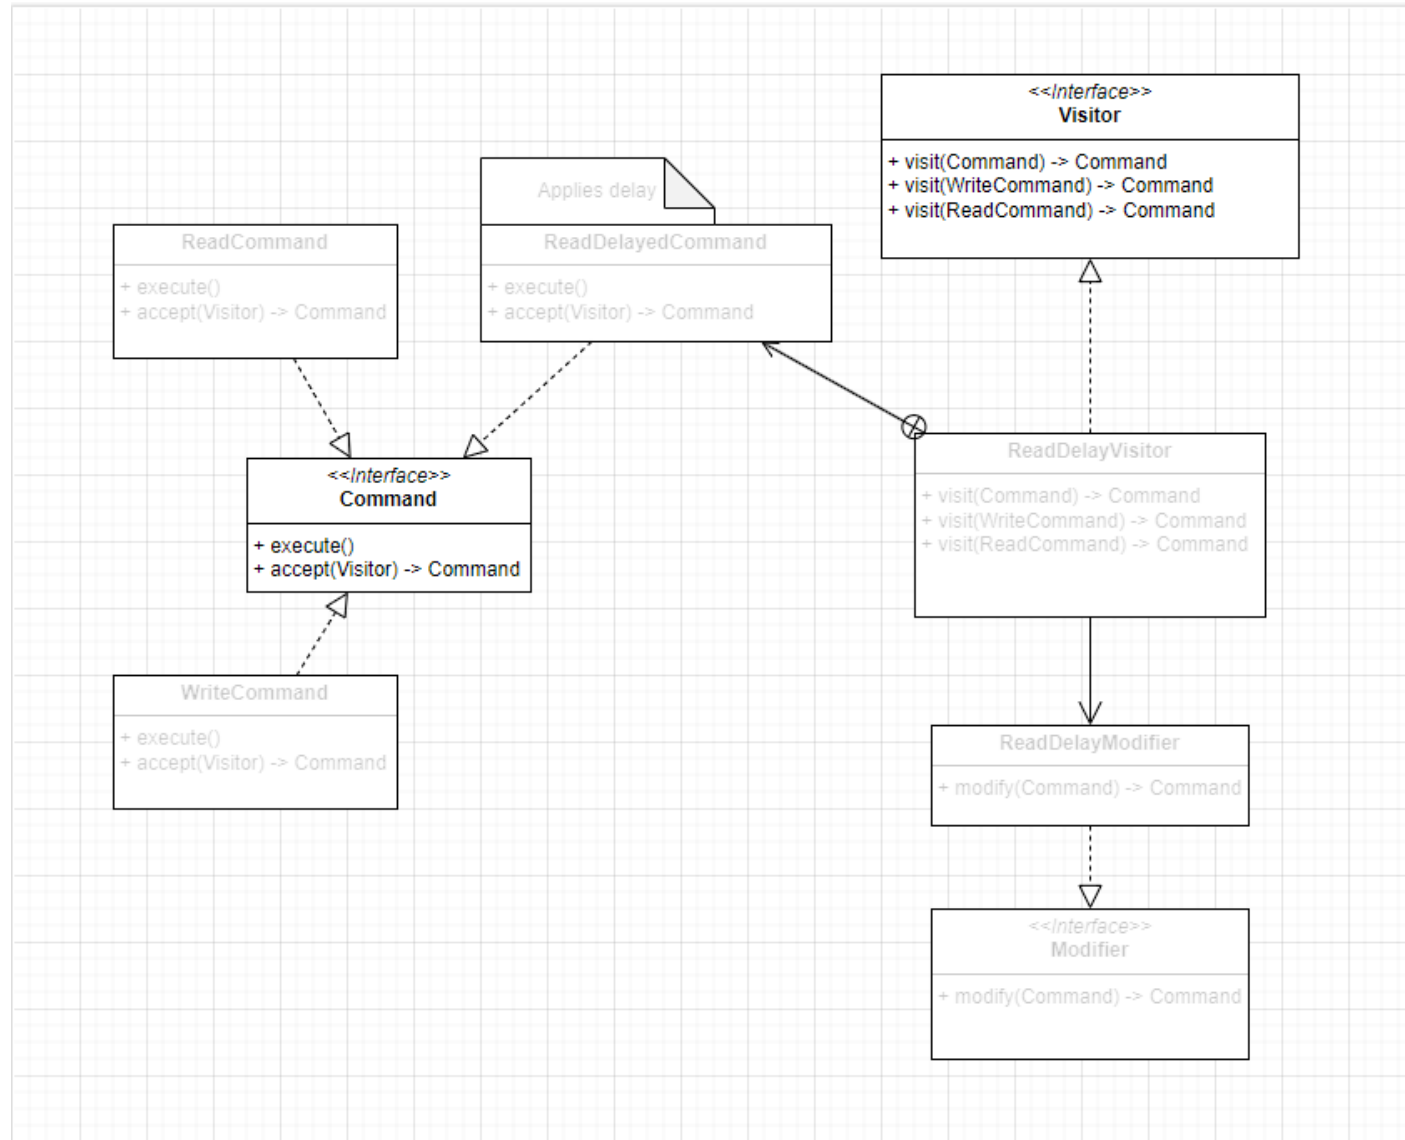 <<Interface>>
Visitor
+ visit(Command) -> Command
+ visit(WriteCommand) -> Command
+ visit(ReadCommand) -> Command
Applies delay
ReadCommand
+ execute()
+ accept(Visitor) -> Command
ReadDelayedCommand
+ execute()
+ accept(Visitor) -> Command
<<Interface>>
Command
+ execute()
+ accept(Visitor) -> Command
ReadDelayVisitor
+ visit(Command) -> Command
+ visit(WriteCommand) -> Command
+ visit(ReadCommand) -> Command
WriteCommand
+ execute()
+ accept(Visitor) -> Command
ReadDelayModifier
+ modify(Command) -> Command
<<Interface>>
Modifier
+ modify(Command) -> Command